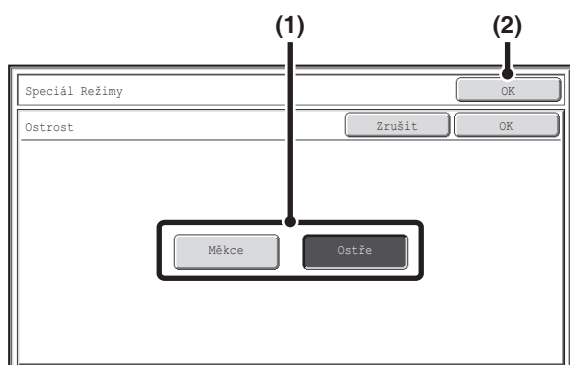 (1) (2)
Speciál Režimy OK
Ostrost Zrušit OK
Měkce Ostře